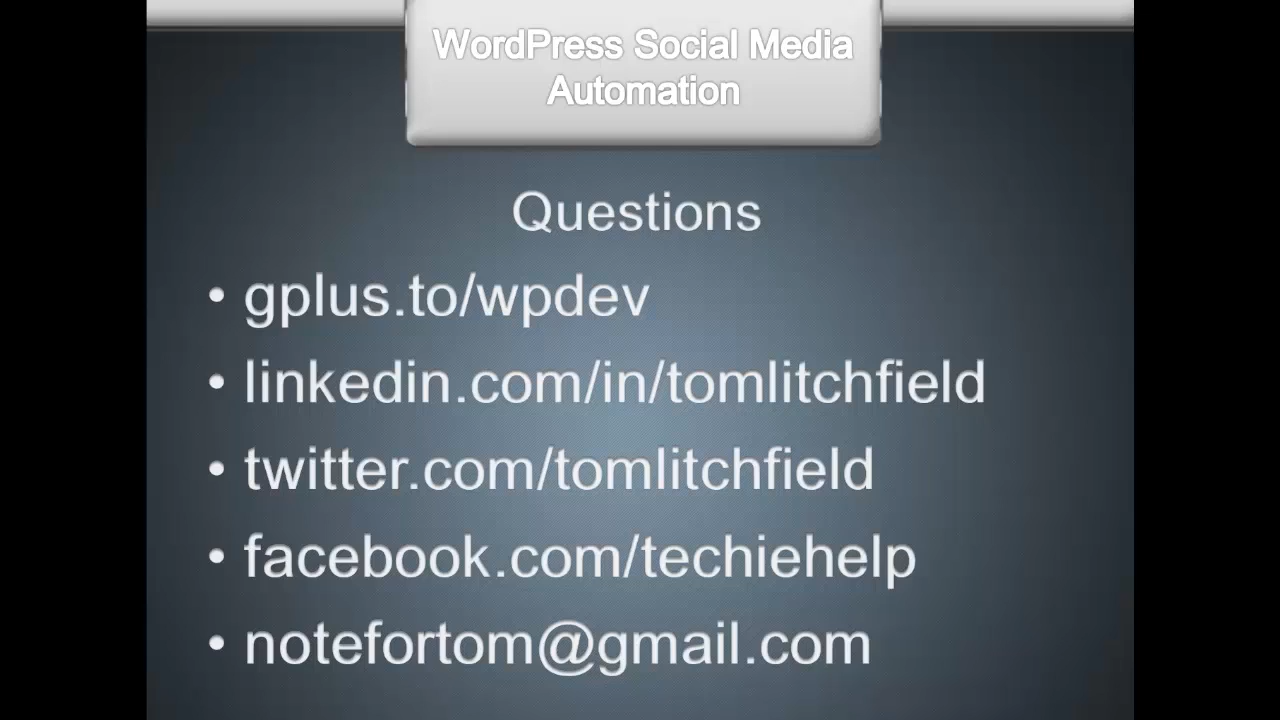 WordPress Social Media
Automation
Questions
• gplus.to/wpdev
• linkedin.com/in/tomlitchfield
• twitter.com/tomlitchfield
• facebook.com/techiehelp
• notefortom@gmail.com